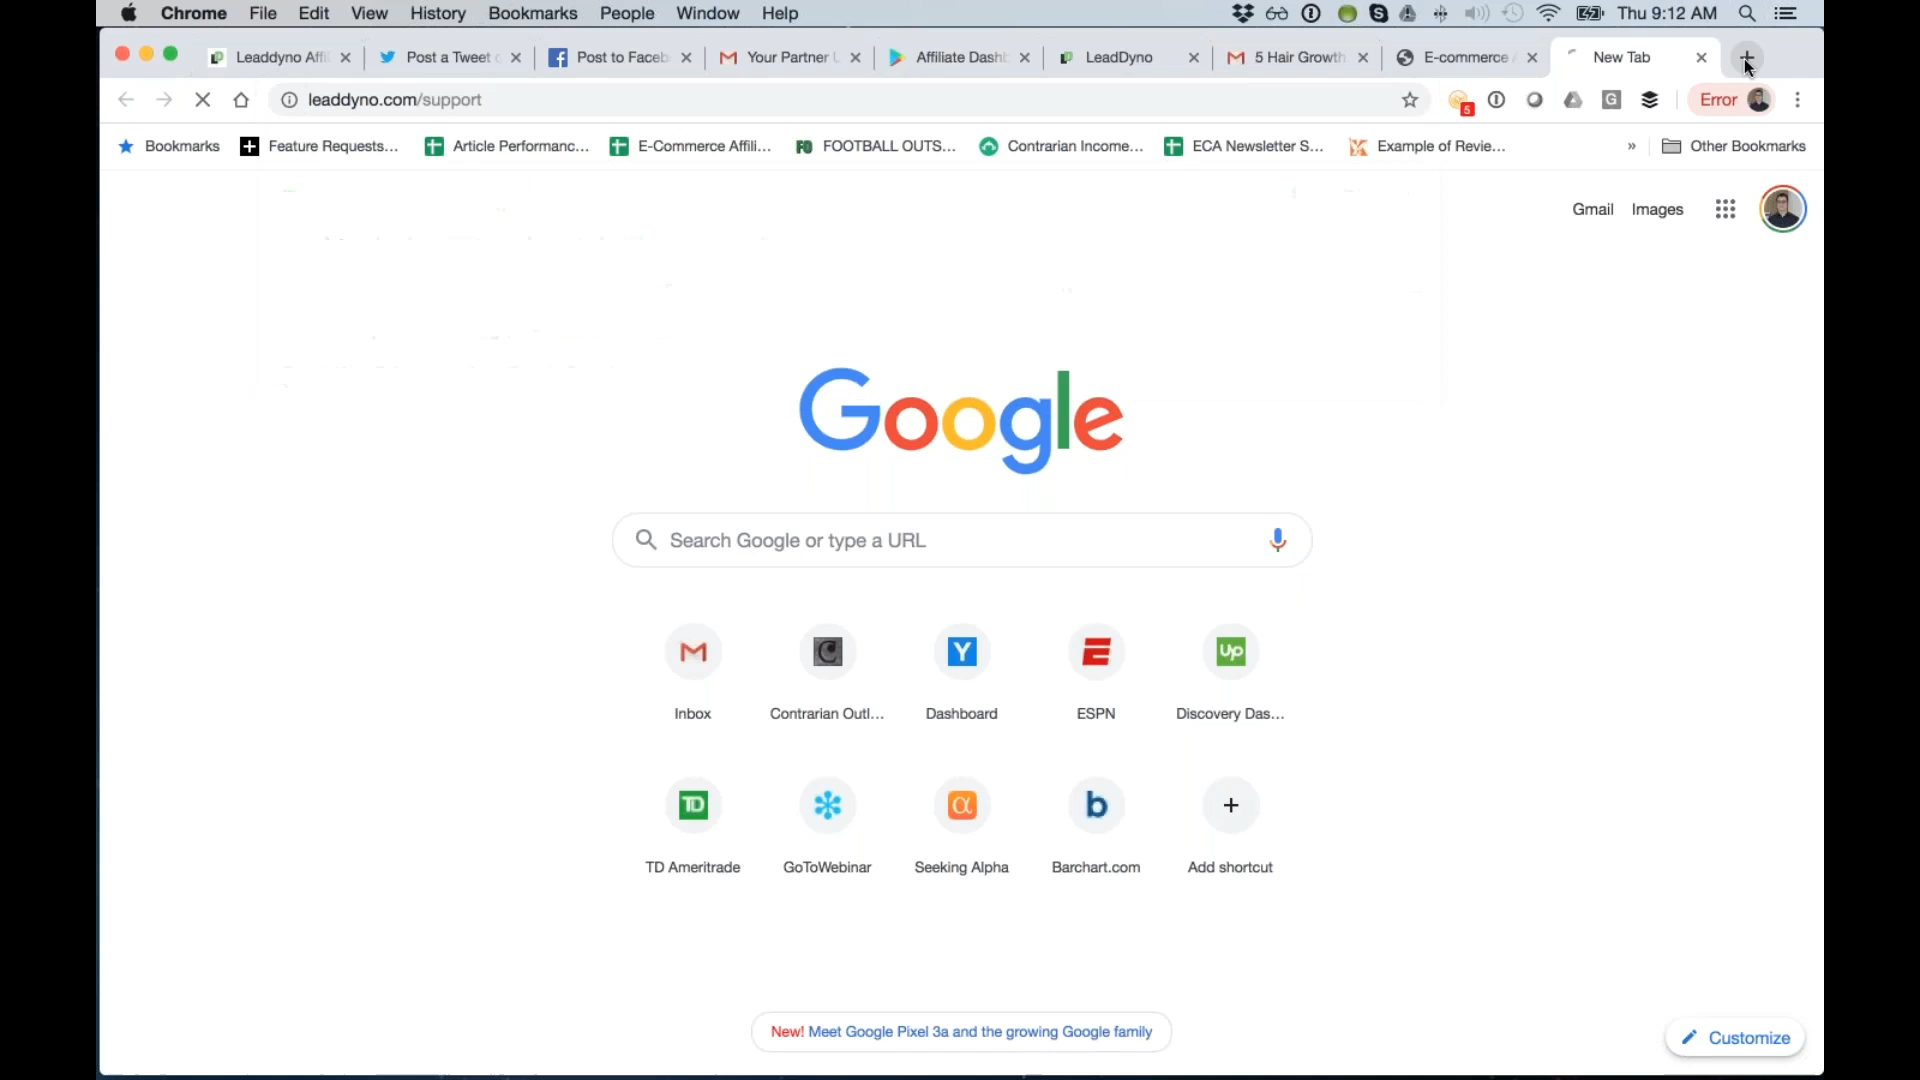 Chrome File Edit View History Bookmarks People Window Help Thu 9:12 AM
Leaddyno Affi Post a Tweet Post to Faceb Your Partner Affiliate Dash LeadDyno 5 Hair Growth E-commerce New Tab
leaddyno.com/support 5 G Error
Bookmarks Feature Requests... Article Performanc... E-Commerce Affili... FO FOOTBALL OUTS... Contrarian Income... ECA Newsletter S... Example of Revie... » Other Bookmarks
Gmail Images
Google
Search Google or type a URL
Inbox Contrarian Outl... Dashboard ESPN Discovery Das...
TD Ameritrade GoToWebinar Seeking Alpha Barchart.com Add shortcut
New! Meet Google Pixel 3a and the growing Google family
Customize